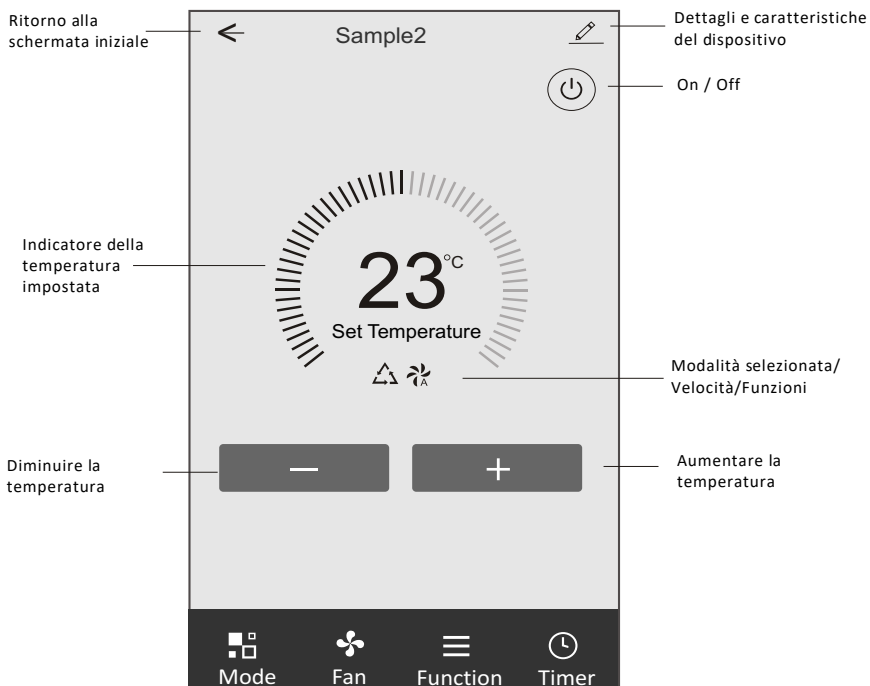 Ritorno alla
schermata iniziale
Sample2
Dettagli e caratteristiche
del dispositivo
On / Off
Indicatore della
temperatura
impostata
23°C
Set Temperature
A
Modalità selezionata/
Velocità/Funzioni
Diminuire la
temperatura
Aumentare la
temperatura
Mode
Fan
Function
Timer